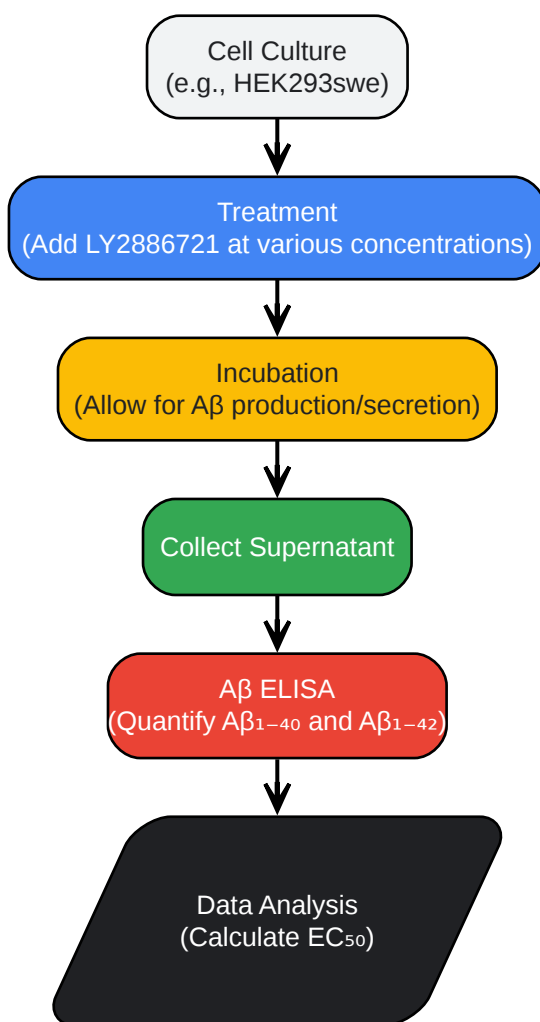 Cell Culture
(e.g., HEK293swe)
Treatment
(Add LY2886721 at various concentrations)
Incubation
(Allow for Aβ production/secretion)
Collect Supernatant
Aβ ELISA
(Quantify Aβ₁₋₄₀ and Aβ₁₋₄₂)
Data Analysis
(Calculate EC₅₀)